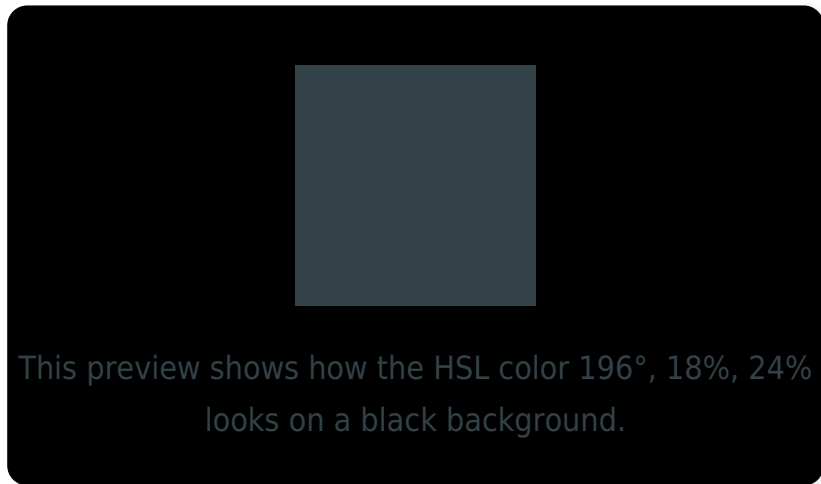 This preview shows how the HSL color 196°, 18%, 24%
looks on a black background.